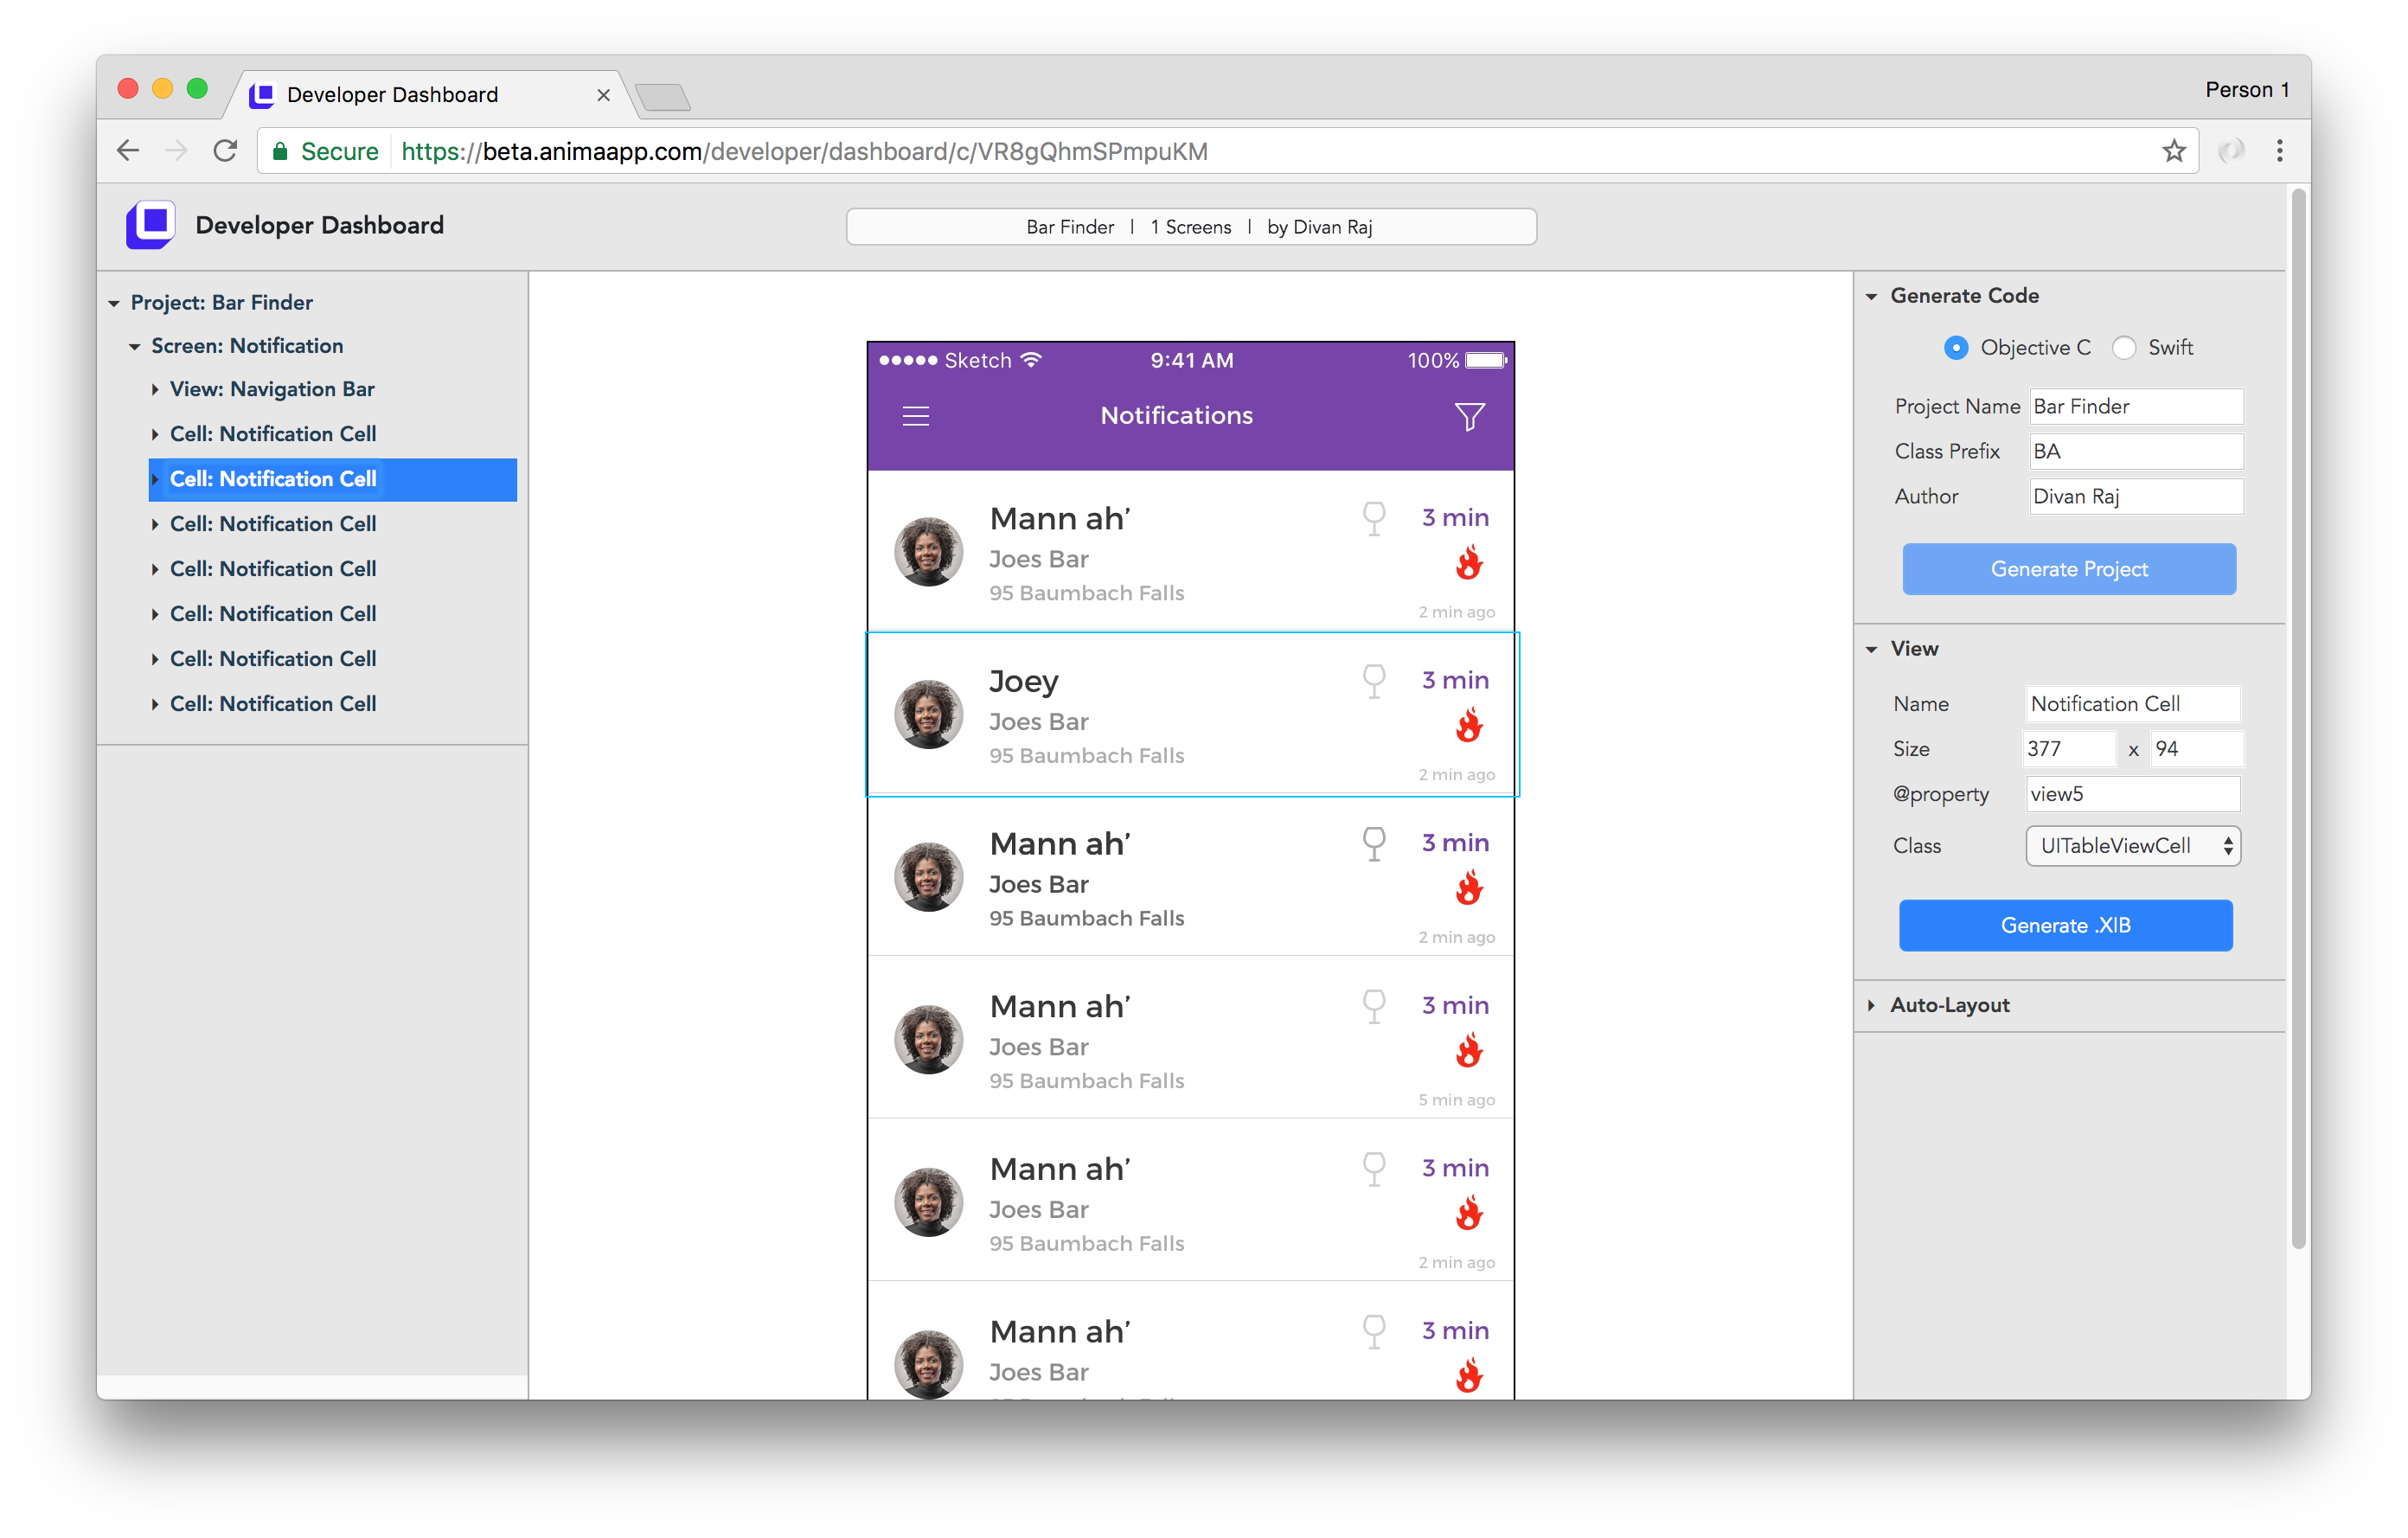 Developer Dashboard
Person 1
Secure https://beta.animaapp.com/developer/dashboard/c/VR8gQhmSPmpuKM
Developer Dashboard
Bar Finder | 1 Screens | by Divan Raj
Project: Bar Finder
Screen: Notification
View: Navigation Bar
Cell: Notification Cell
Cell: Notification Cell
Cell: Notification Cell
Cell: Notification Cell
Cell: Notification Cell
Cell: Notification Cell
Cell: Notification Cell
Sketch 9:41 AM 100%
Notifications
Mann ah’ 3 min
Joes Bar
95 Baumbach Falls
2 min ago
Joey 3 min
Joes Bar
95 Baumbach Falls
2 min ago
Mann ah’ 3 min
Joes Bar
95 Baumbach Falls
2 min ago
Mann ah’ 3 min
Joes Bar
95 Baumbach Falls
5 min ago
Mann ah’ 3 min
Joes Bar
95 Baumbach Falls
2 min ago
Mann ah’ 3 min
Joes Bar
Generate Code
Objective C Swift
Project Name Bar Finder
Class Prefix BA
Author Divan Raj
Generate Project
View
Name Notification Cell
Size 377 x 94
@property view5
Class UITableViewCell
Generate .XIB
Auto-Layout